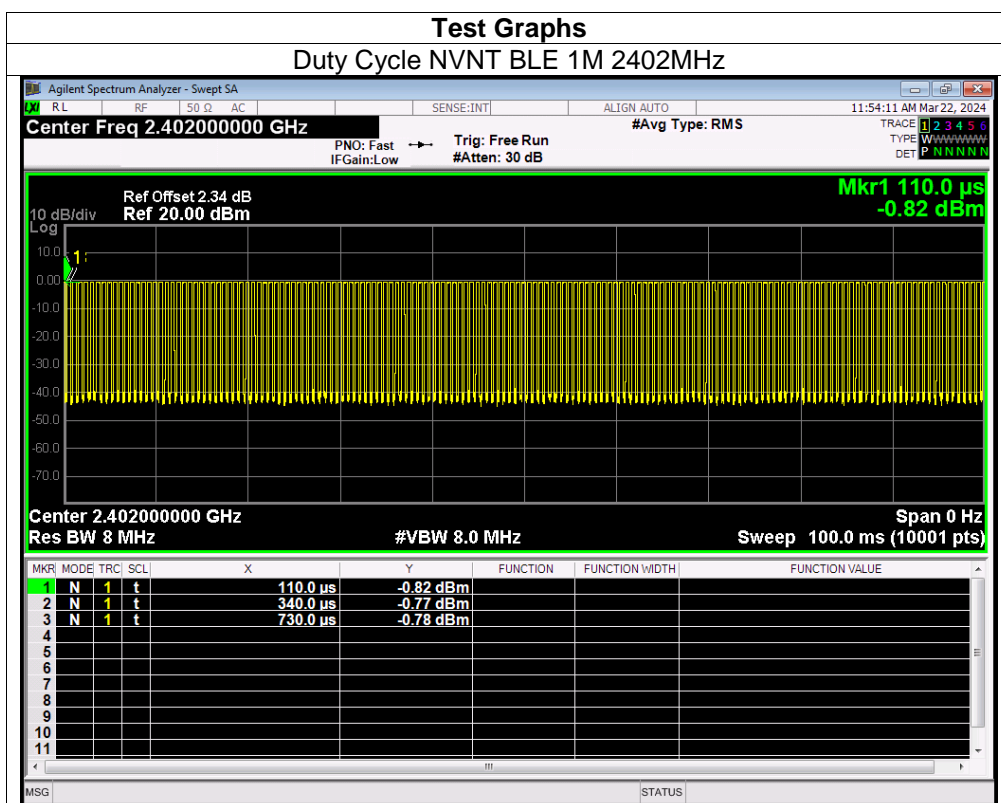 Test Graphs
Duty Cycle NVNT BLE 1M 2402MHz
Agilent Spectrum Analyzer - Swept SA
LXI RL RF 50 Ω AC SENSE:INT ALIGN AUTO 11:54:11 AM Mar 22, 2024
Center Freq 2.402000000 GHz #Avg Type: RMS TRACE 1 2 3 4 5 6
PNO: Fast Trig: Free Run TYPE WWWWWW
IFGain:Low #Atten: 30 dB DET P N N N N N
Mkr1 110.0 µs
Ref Offset 2.34 dB
10 dB/div Ref 20.00 dBm -0.82 dBm
Log
10.0
1
0.00
-10.0
-20.0
-30.0
-40.0
-50.0
-60.0
-70.0
Center 2.402000000 GHz Span 0 Hz
Res BW 8 MHz #VBW 8.0 MHz Sweep 100.0 ms (10001 pts)
MKR MODE TRC SCL X Y FUNCTION FUNCTION WIDTH FUNCTION VALUE
1 N 1 t 110.0 µs -0.82 dBm
2 N 1 t 340.0 µs -0.77 dBm
3 N 1 t 730.0 µs -0.78 dBm
4
5
6
7
8
9
10
11
MSG STATUS